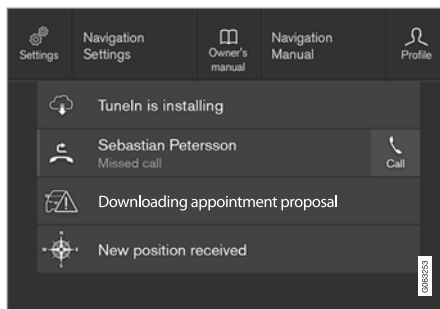 Settings
Navigation
Settings
Owner's
manual
Navigation
Manual
Profile
TuneIn is installing
Sebastian Petersson
Missed call
Call
Downloading appointment proposal
New position received
G063253